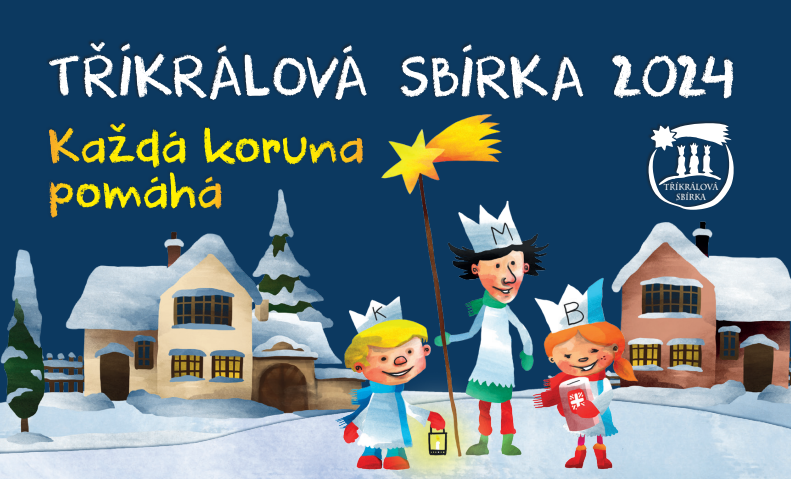 TŘÍKRÁLOVÁ SBÍRKA 2024
Každá koruna
pomáhá
TŘÍKRÁLOVÁ
SBÍRKA
M
K
B